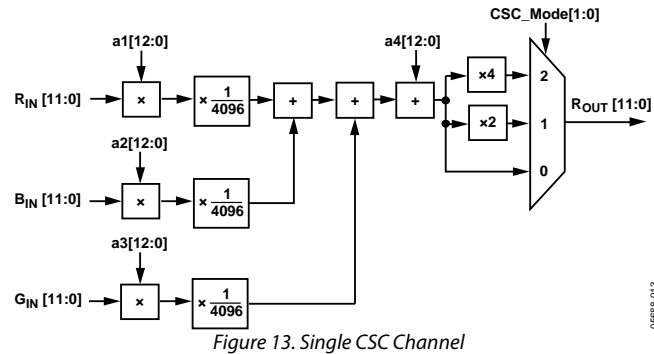 CSC_Mode[1:0]
a1[12:0]
a4[12:0]
R_IN [11:0]
×
× 1/4096
+
+
+
×4
2
×2
1
0
R_OUT [11:0]
a2[12:0]
B_IN [11:0]
×
× 1/4096
a3[12:0]
G_IN [11:0]
×
× 1/4096
Figure 13. Single CSC Channel